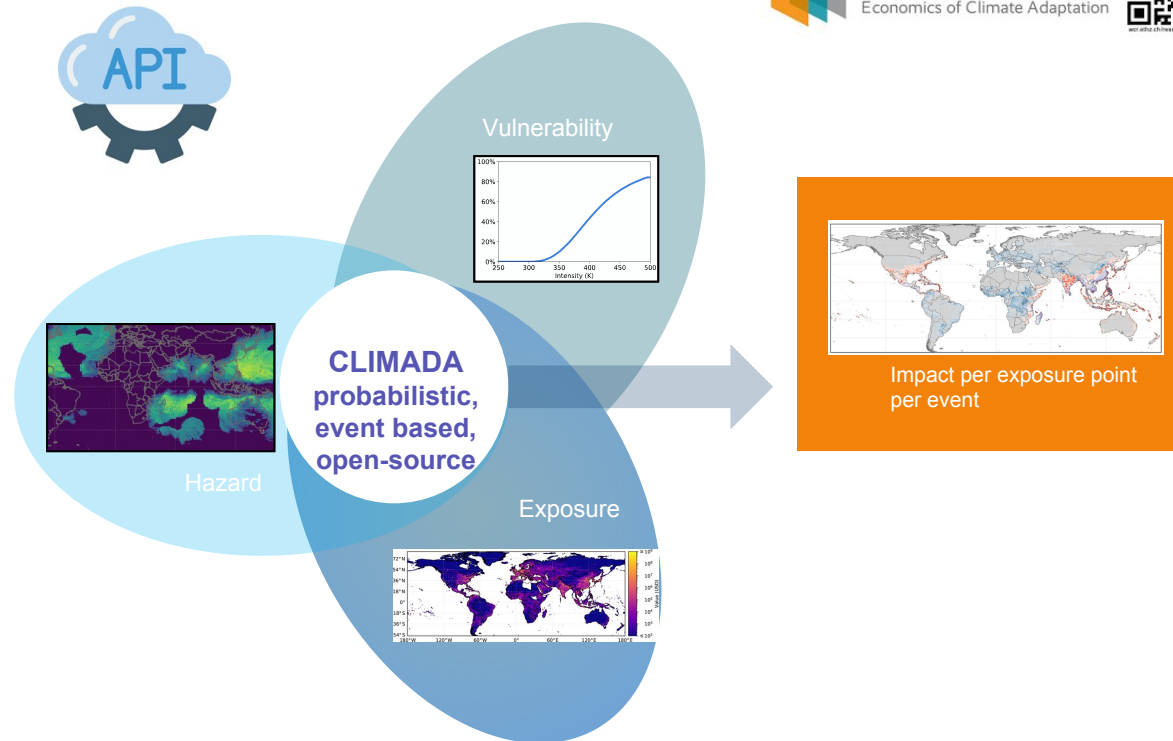 Economics of Climate Adaptation
API
Vulnerability
100%
80%
60%
40%
20%
0%
250 300 350 400 450 500
Intensity (K)
CLIMADA
probabilistic,
event based,
open-source
Hazard
Impact per exposure point
per event
Exposure
72°N
54°N
36°N
18°N
0°
18°S
36°S
54°S
180°W 120°W 60°W 0° 60°E 120°E 180°E
Value (USD)